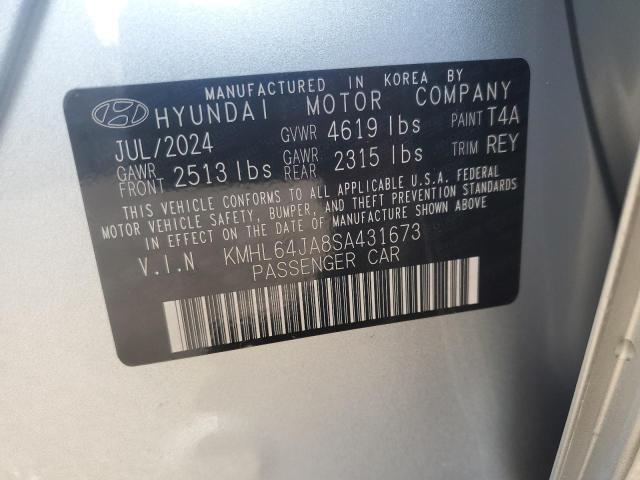 MANUFACTURED IN KOREA BY
HYUNDAI MOTOR COMPANY
JUL/2024 GVWR 4619 lbs PAINT T4A
GAWR FRONT 2513 lbs GAWR REAR 2315 lbs TRIM REY
THIS VEHICLE CONFORMS TO ALL APPLICABLE U.S.A. FEDERAL
MOTOR VEHICLE SAFETY, BUMPER, AND THEFT PREVENTION STANDARDS
IN EFFECT ON THE DATE OF MANUFACTURE SHOWN ABOVE
V.I.N KMHL64JA8SA431673
PASSENGER CAR